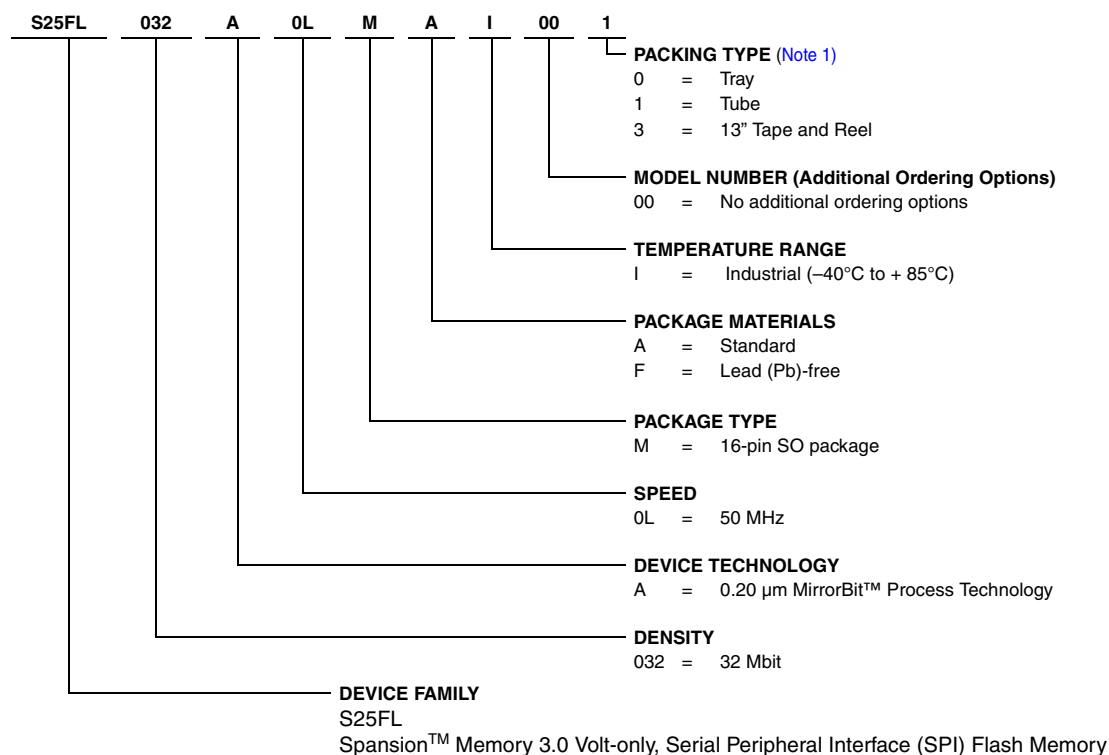 S25FL 032 A 0L M A I 00 1
PACKING TYPE (Note 1)
0 = Tray
1 = Tube
3 = 13” Tape and Reel
MODEL NUMBER (Additional Ordering Options)
00 = No additional ordering options
TEMPERATURE RANGE
I = Industrial (–40°C to + 85°C)
PACKAGE MATERIALS
A = Standard
F = Lead (Pb)-free
PACKAGE TYPE
M = 16-pin SO package
SPEED
0L = 50 MHz
DEVICE TECHNOLOGY
A = 0.20 µm MirrorBit™ Process Technology
DENSITY
032 = 32 Mbit
DEVICE FAMILY
S25FL
Spansion™ Memory 3.0 Volt-only, Serial Peripheral Interface (SPI) Flash Memory